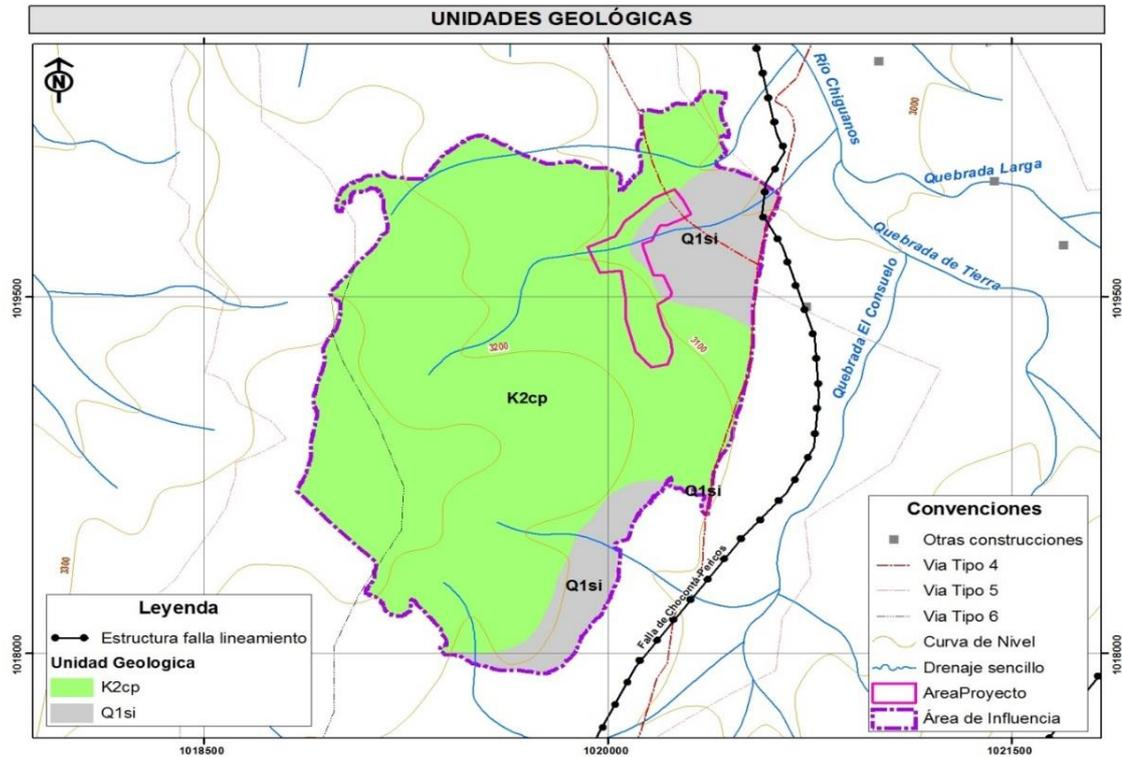 UNIDADES GEOLÓGICAS
N
Río Chiguanos
3000
Quebrada Larga
Q1si
Quebrada de Tierra
1019500
1019500
Quebrada El Consuelo
3200
3100
K2cp
Q1si
3300
Q1si
Falla de Chocontá-Pericos
1018000
1018000
Leyenda
Estructura falla lineamiento
Unidad Geologica
K2cp
Q1si
Convenciones
Otras construcciones
Via Tipo 4
Via Tipo 5
Via Tipo 6
Curva de Nivel
Drenaje sencillo
AreaProyecto
Área de Influencia
1018500
1020000
1021500